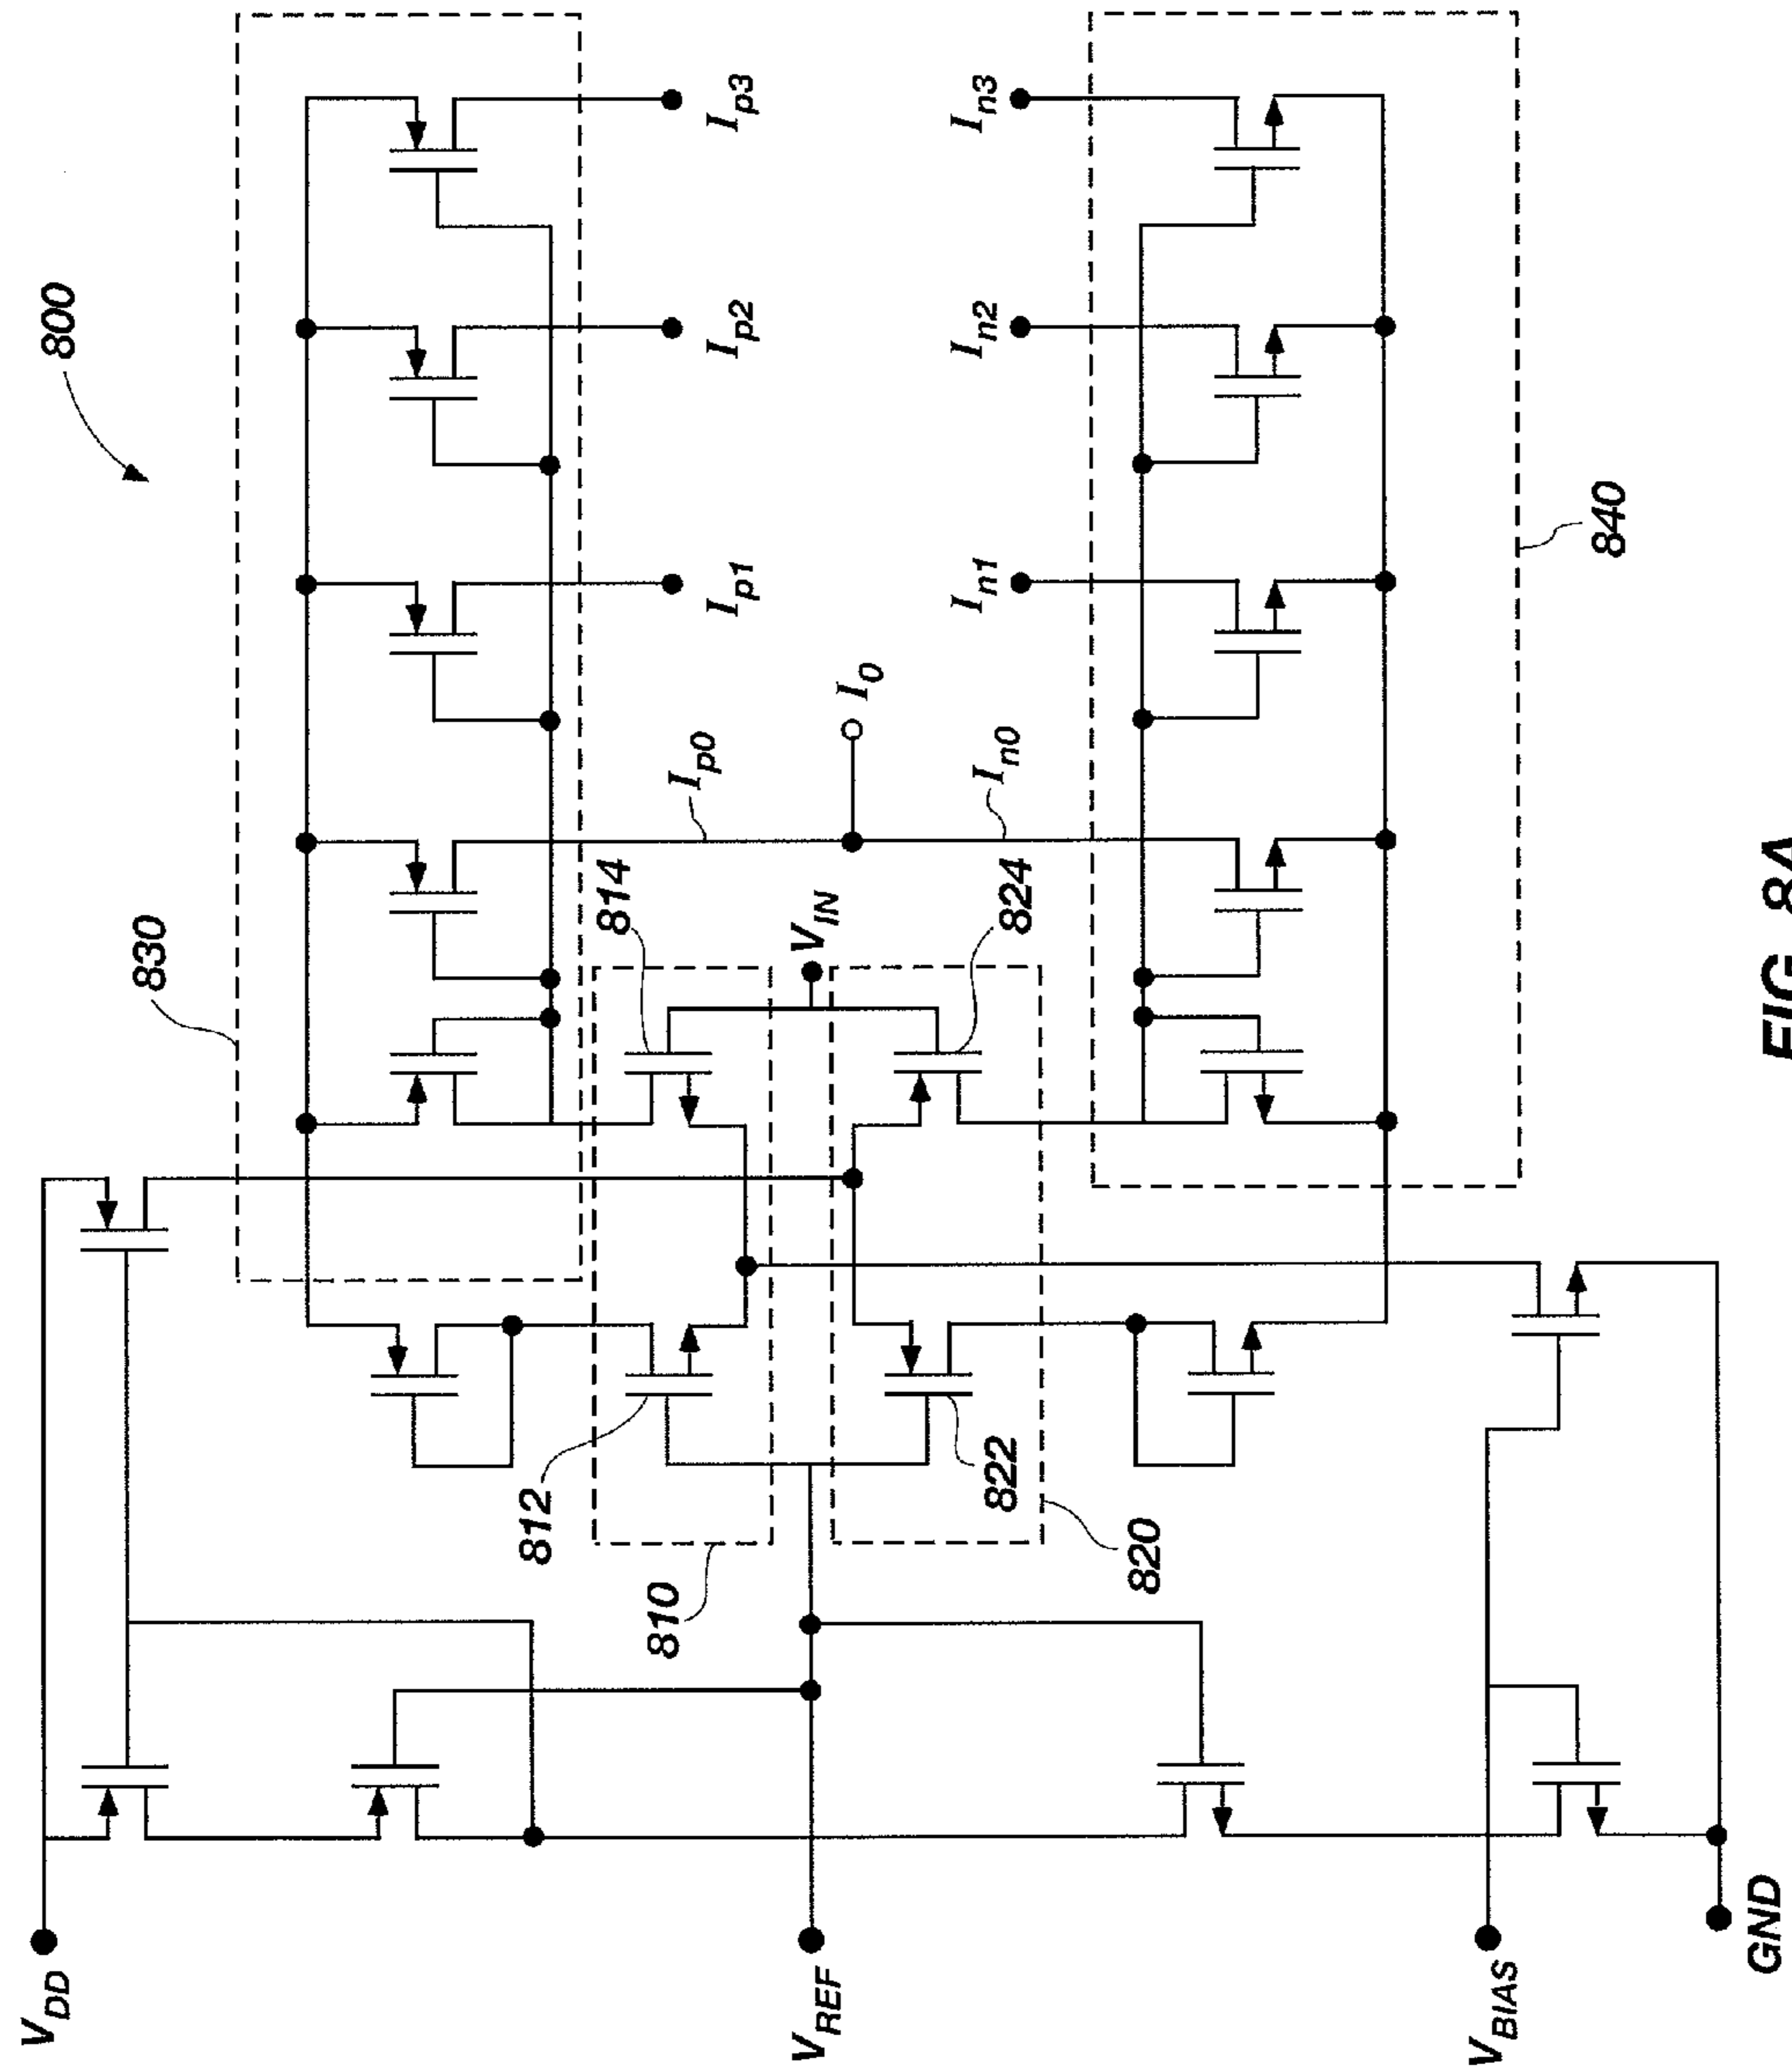 800
830
V_DD
I_p1
I_p2
I_p3
814
I_p0
812
810
V_REF
V_IN
I_0
824
I_n0
I_n1
I_n2
I_n3
822
820
840
V_BIAS
GND
FIG. 8A